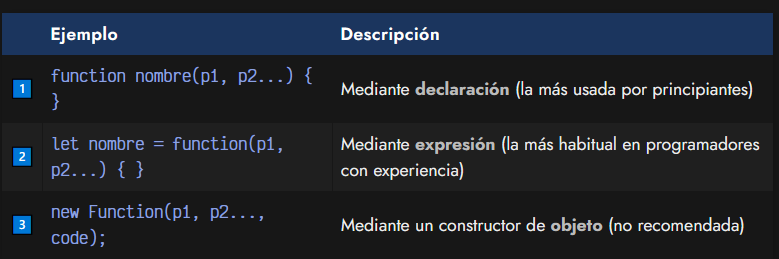 Ejemplo Descripción
1 function nombre(p1, p2...) { Mediante declaración (la más usada por principiantes)
}
2 let nombre = function(p1, Mediante expresión (la más habitual en programadores
p2...) { } con experiencia)
3 new Function(p1, p2..., Mediante un constructor de objeto (no recomendada)
code);